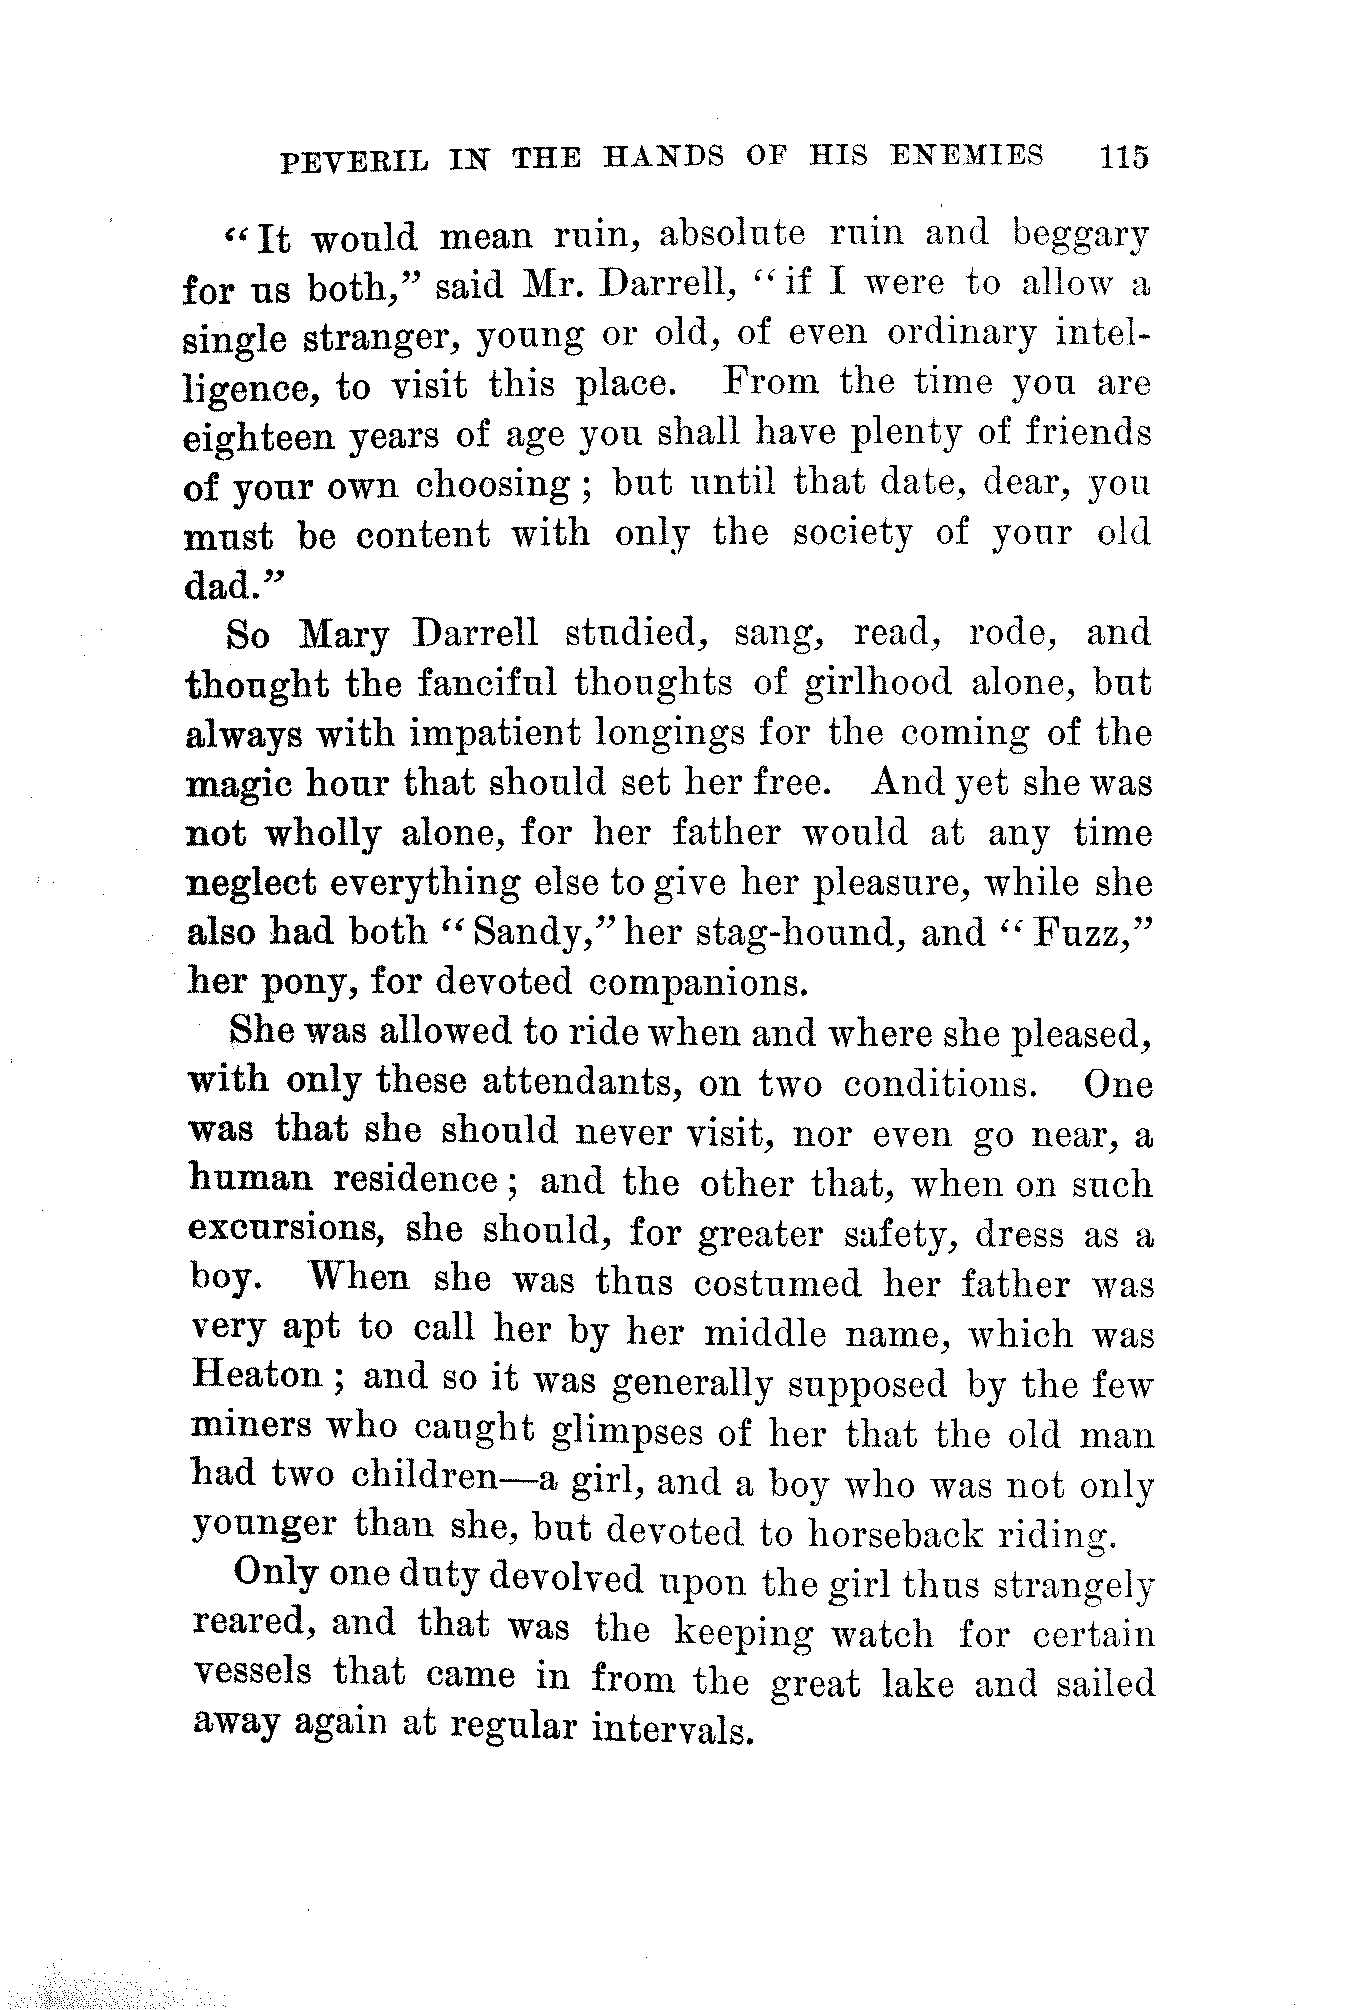 PEVERIL IN THE HANDS OF HIS ENEMIES 115
“It would mean ruin, absolute ruin and beggary
for us both,” said Mr. Darrell, “if I were to allow a
single stranger, young or old, of even ordinary intel-
ligence, to visit this place. From the time you are
eighteen years of age you shall have plenty of friends
of your own choosing; but until that date, dear, you
must be content with only the society of your old
dad.”
So Mary Darrell studied, sang, read, rode, and
thought the fanciful thoughts of girlhood alone, but
always with impatient longings for the coming of the
magic hour that should set her free. And yet she was
not wholly alone, for her father would at any time
neglect everything else to give her pleasure, while she
also had both “Sandy,” her stag-hound, and “Fuzz,”
her pony, for devoted companions.
She was allowed to ride when and where she pleased,
with only these attendants, on two conditions. One
was that she should never visit, nor even go near, a
human residence; and the other that, when on such
excursions, she should, for greater safety, dress as a
boy. When she was thus costumed her father was
very apt to call her by her middle name, which was
Heaton; and so it was generally supposed by the few
miners who caught glimpses of her that the old man
had two children—a girl, and a boy who was not only
younger than she, but devoted to horseback riding.
Only one duty devolved upon the girl thus strangely
reared, and that was the keeping watch for certain
vessels that came in from the great lake and sailed
away again at regular intervals.